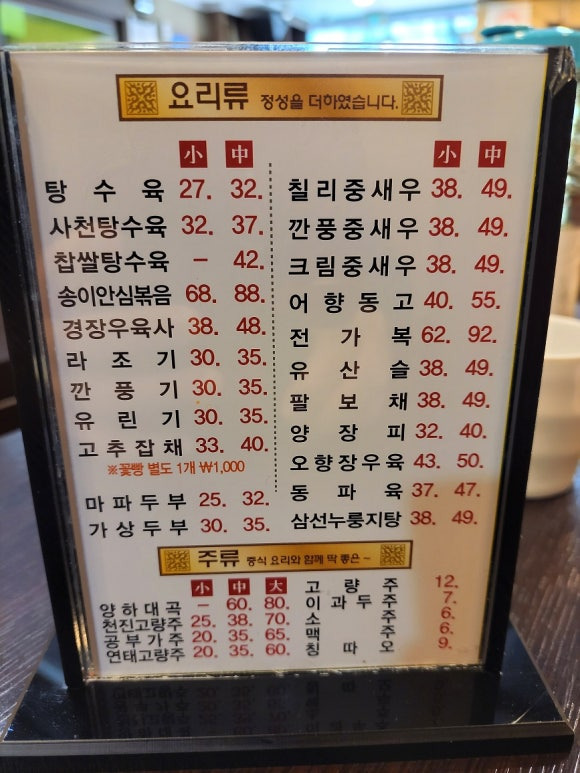 요리류 정성을 더하였습니다.
小 中
탕수육 27. 32.
사천탕수육 32. 37.
찹쌀탕수육 – 42.
송이안심볶음 68. 88.
경장우육사 38. 48.
라조기 30. 35.
깐풍기 30. 35.
유린기 30. 35.
고추잡채 33. 40.
※꽃빵 별도 1개 ₩1,000
마파두부 25. 32.
가상두부 30. 35.
小 中
칠리중새우 38. 49.
깐풍중새우 38. 49.
크림중새우 38. 49.
어향동고 40. 55.
전가복 62. 92.
유산슬 38. 49.
팔보채 38. 49.
양장피 32. 40.
오향장우육 43. 50.
동파육 37. 47.
삼선누룽지탕 38. 49.
주류 중식 요리와 함께 딱 좋은~
小 中 大
양하대곡 – 60. 80.
천진고량주 25. 38. 70.
공부가주 20. 35. 65.
연태고량주 20. 35. 60.
고량주 12.
이과두주 7.
소주 6.
맥주 6.
칭따오 9.